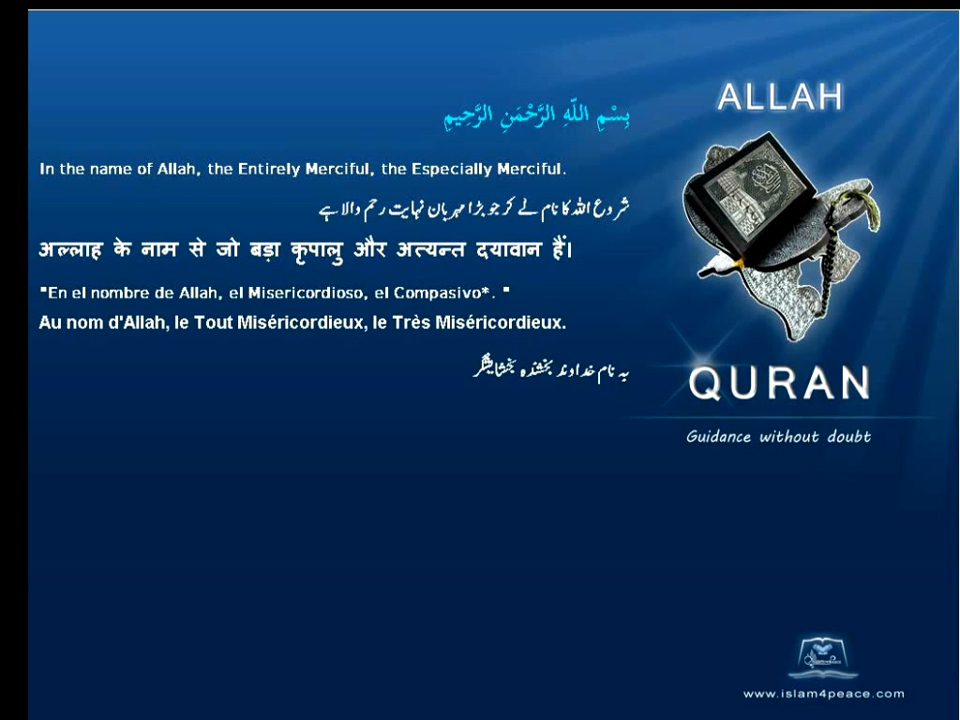 بِسْمِ اللّهِ الرَّحْمَنِ الرَّحِيمِ
In the name of Allah, the Entirely Merciful, the Especially Merciful.
شروع الله کا نام لے کر جو بڑا مہربان نہایت رحم والا ہے
अल्लाह के नाम से जो बड़ा कृपालु और अत्यन्त दयावान हैं।
"En el nombre de Allah, el Misericordioso, el Compasivo*. "
Au nom d'Allah, le Tout Miséricordieux, le Très Miséricordieux.
به نام خداوند بخشنده بخشایشگر
ALLAH
QURAN
Guidance without doubt
www.islam4peace.com